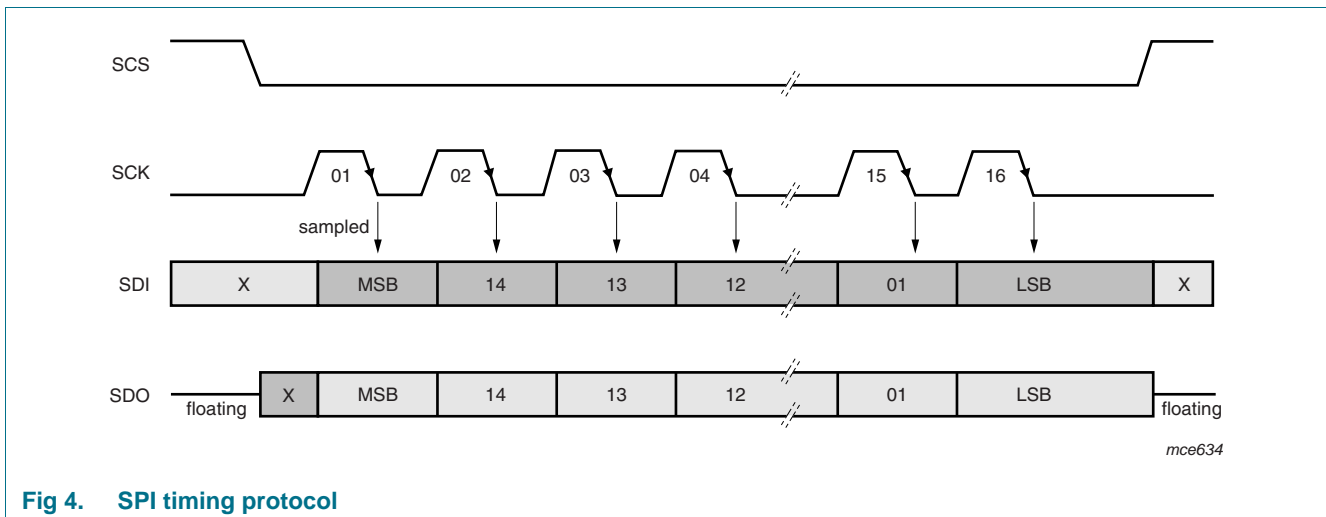 SCS
SCK
01 02 03 04 15 16
sampled
SDI
X MSB 14 13 12 01 LSB X
SDO
X MSB 14 13 12 01 LSB
floating floating
mce634
Fig 4. SPI timing protocol